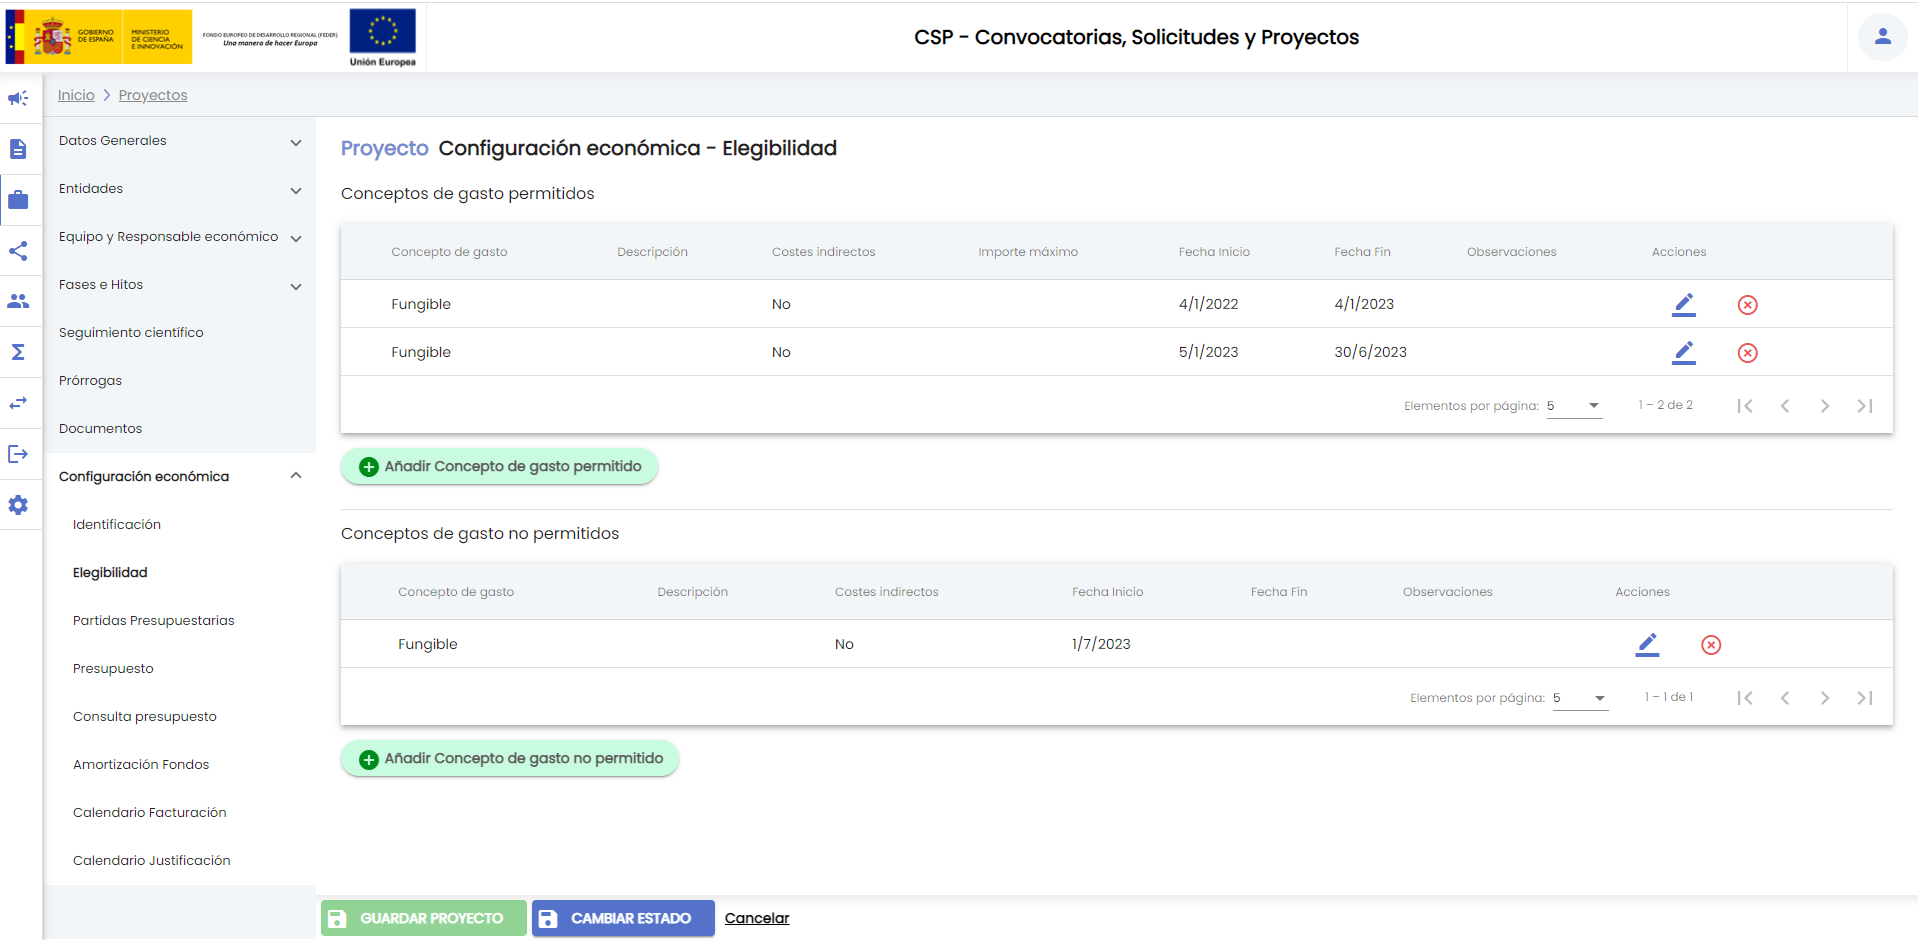 GOBIERNO
DE ESPAÑA
MINISTERIO
DE CIENCIA
E INNOVACIÓN
FONDO EUROPEO DE DESARROLLO REGIONAL (FEDER)
Una manera de hacer Europa
Unión Europea
CSP - Convocatorias, Solicitudes y Proyectos
Inicio > Proyectos
Datos Generales
Entidades
Equipo y Responsable económico
Fases e Hitos
Seguimiento científico
Prórrogas
Documentos
Configuración económica
Identificación
Elegibilidad
Partidas Presupuestarias
Presupuesto
Consulta presupuesto
Amortización Fondos
Calendario Facturación
Calendario Justificación
Proyecto Configuración económica - Elegibilidad
Conceptos de gasto permitidos
Concepto de gasto Descripción Costes indirectos Importe máximo Fecha Inicio Fecha Fin Observaciones Acciones
Fungible No 4/1/2022 4/1/2023
Fungible No 5/1/2023 30/6/2023
Elementos por página: 5 1 – 2 de 2
Añadir Concepto de gasto permitido
Conceptos de gasto no permitidos
Concepto de gasto Descripción Costes indirectos Fecha Inicio Fecha Fin Observaciones Acciones
Fungible No 1/7/2023
Elementos por página: 5 1 – 1 de 1
Añadir Concepto de gasto no permitido
GUARDAR PROYECTO CAMBIAR ESTADO Cancelar